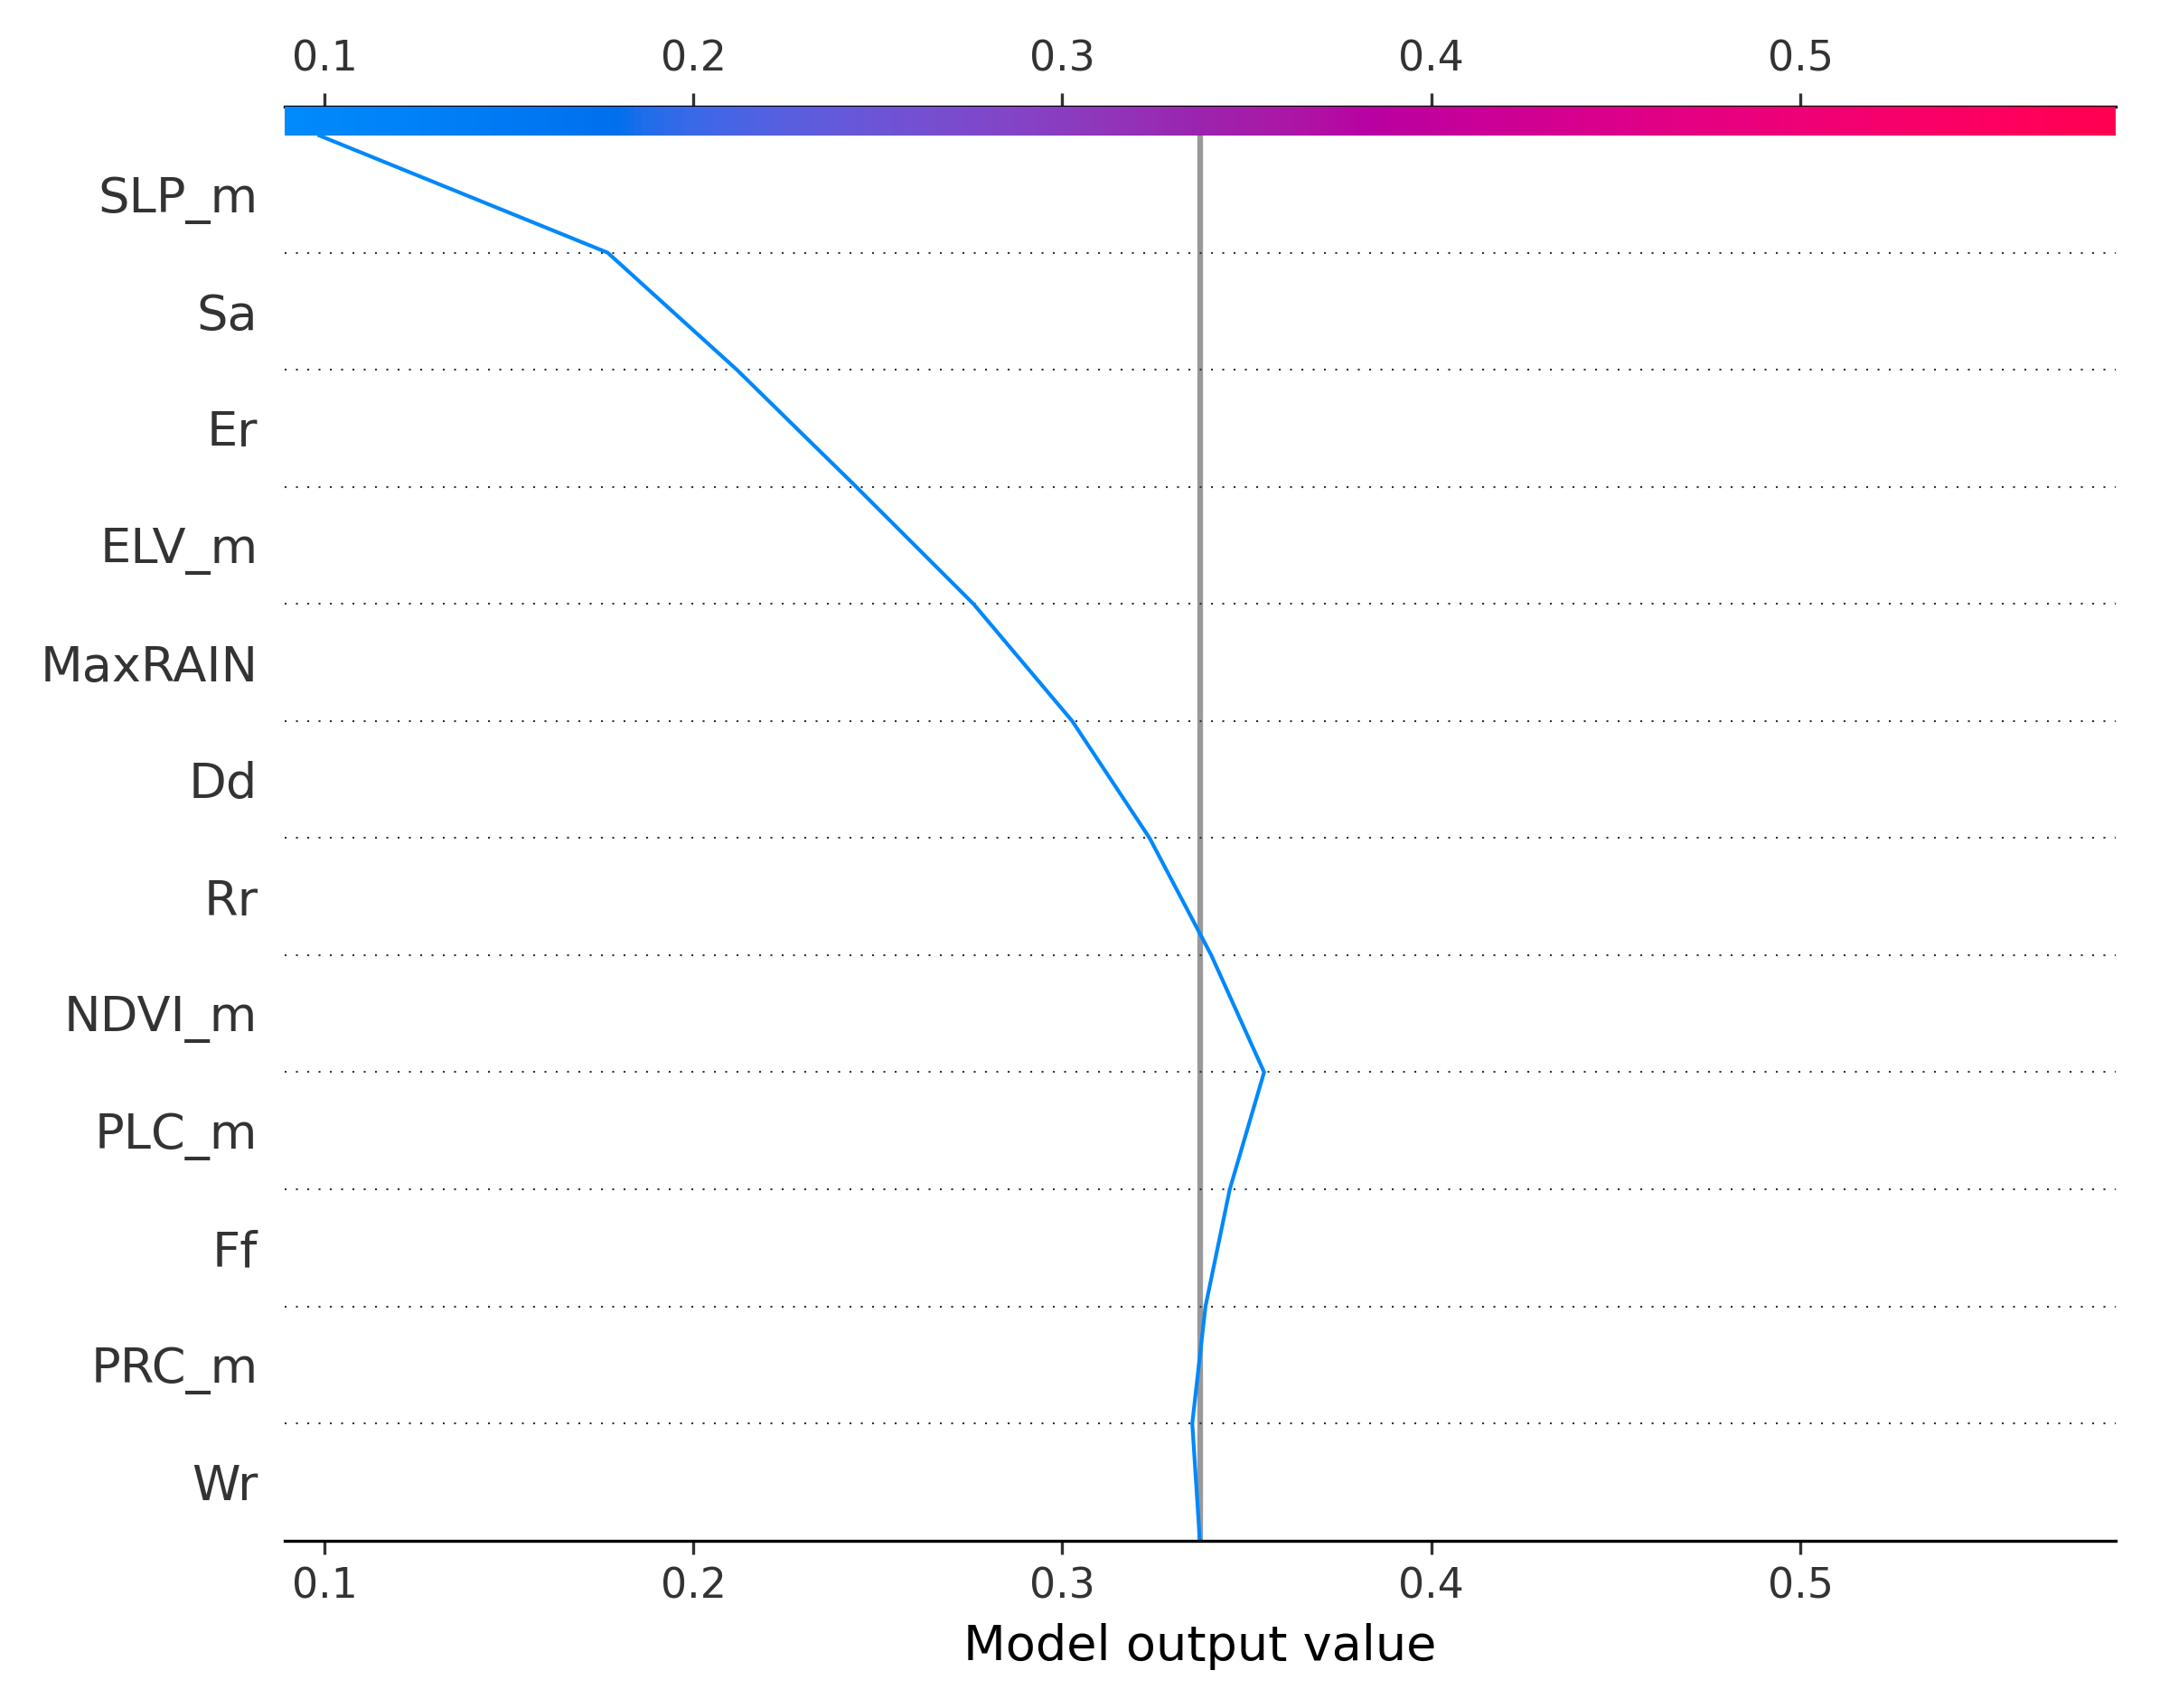 0.1 0.2 0.3 0.4 0.5
SLP_m
Sa
Er
ELV_m
MaxRAIN
Dd
Rr
NDVI_m
PLC_m
Ff
PRC_m
Wr
0.1 0.2 0.3 0.4 0.5
Model output value